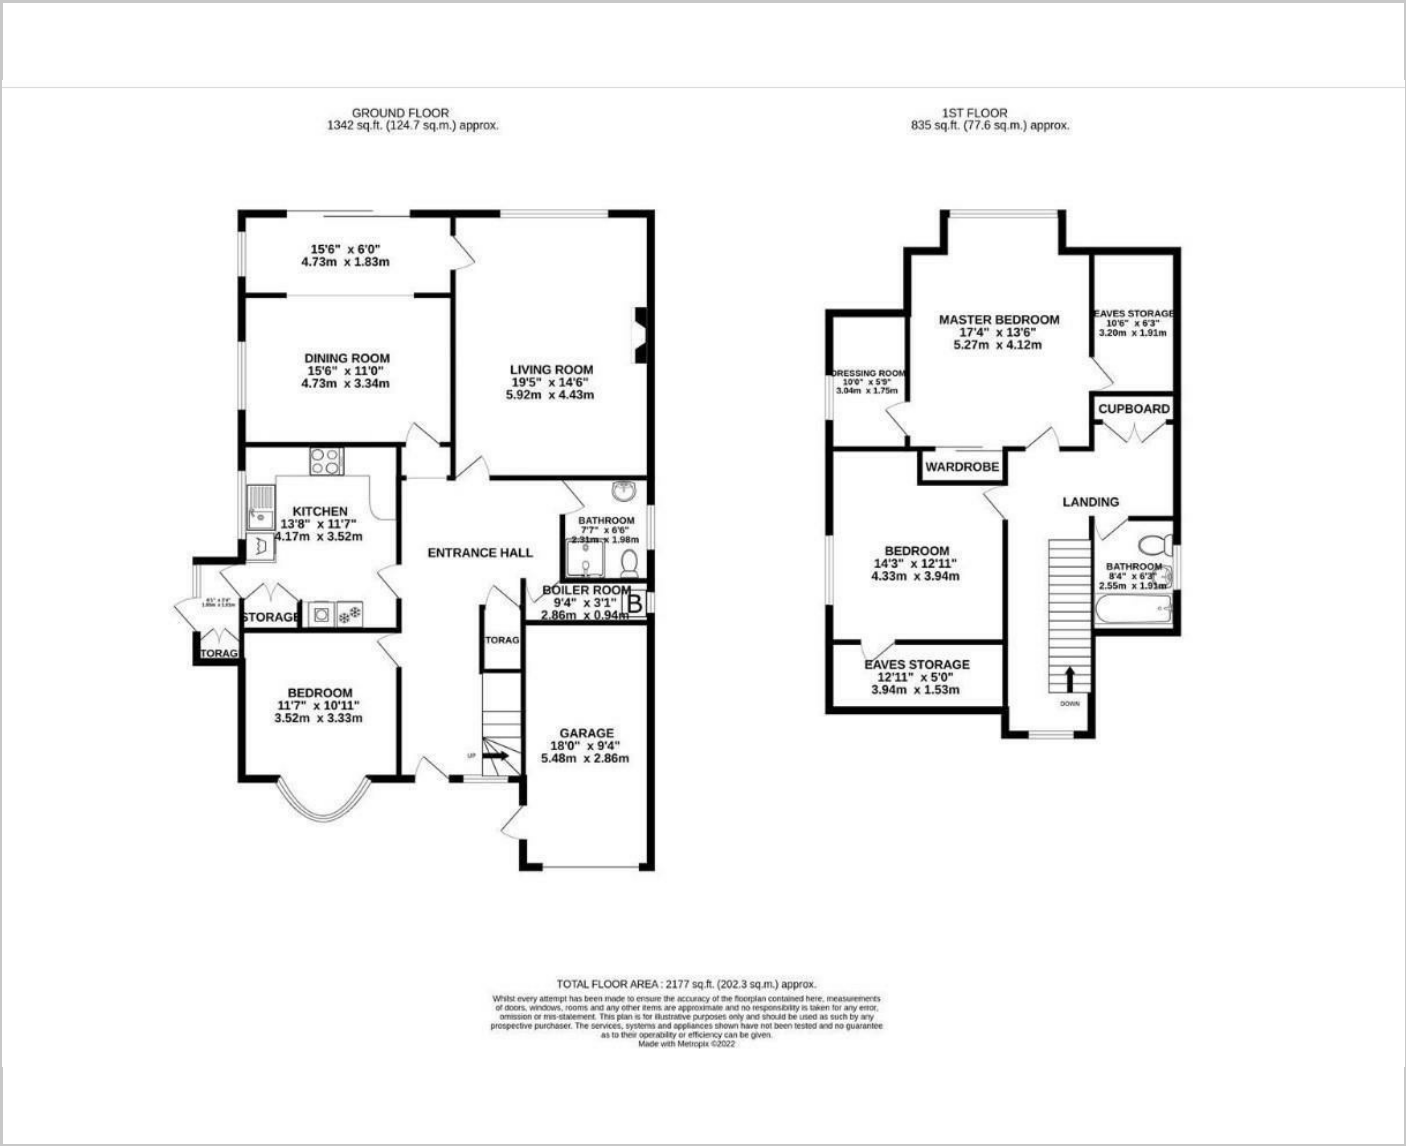 GROUND FLOOR
1342 sq.ft. (124.7 sq.m.) approx.
1ST FLOOR
835 sq.ft. (77.6 sq.m.) approx.
15'6" x 6'0"
4.73m x 1.83m
DINING ROOM
15'6" x 11'0"
4.73m x 3.34m
LIVING ROOM
19'5" x 14'6"
5.92m x 4.43m
KITCHEN
13'8" x 11'7"
4.17m x 3.52m
BATHROOM
7'7" x 6'6"
2.31m x 1.98m
ENTRANCE HALL
BOILER ROOM
9'4" x 3'1"
2.86m x 0.94m
B
STORAGE
TORAG
TORAG
BEDROOM
11'7" x 10'11"
3.52m x 3.33m
GARAGE
18'0" x 9'4"
5.48m x 2.86m
UP
MASTER BEDROOM
17'4" x 13'6"
5.27m x 4.12m
EAVES STORAGE
10'6" x 6'3"
3.20m x 1.91m
DRESSING ROOM
10'0" x 5'9"
3.04m x 1.75m
CUPBOARD
WARDROBE
LANDING
BEDROOM
14'3" x 12'11"
4.33m x 3.94m
BATHROOM
8'4" x 6'3"
2.55m x 1.91m
EAVES STORAGE
12'11" x 5'0"
3.94m x 1.53m
DOWN
TOTAL FLOOR AREA : 2177 sq.ft. (202.3 sq.m.) approx.
Whilst every attempt has been made to ensure the accuracy of the floorplan contained here, measurements
of doors, windows, rooms and any other items are approximate and no responsibility is taken for any error,
omission or mis-statement. This plan is for illustrative purposes only and should be used as such by any
prospective purchaser. The services, systems and appliances shown have not been tested and no guarantee
as to their operability or efficiency can be given.
Made with Metropix ©2022